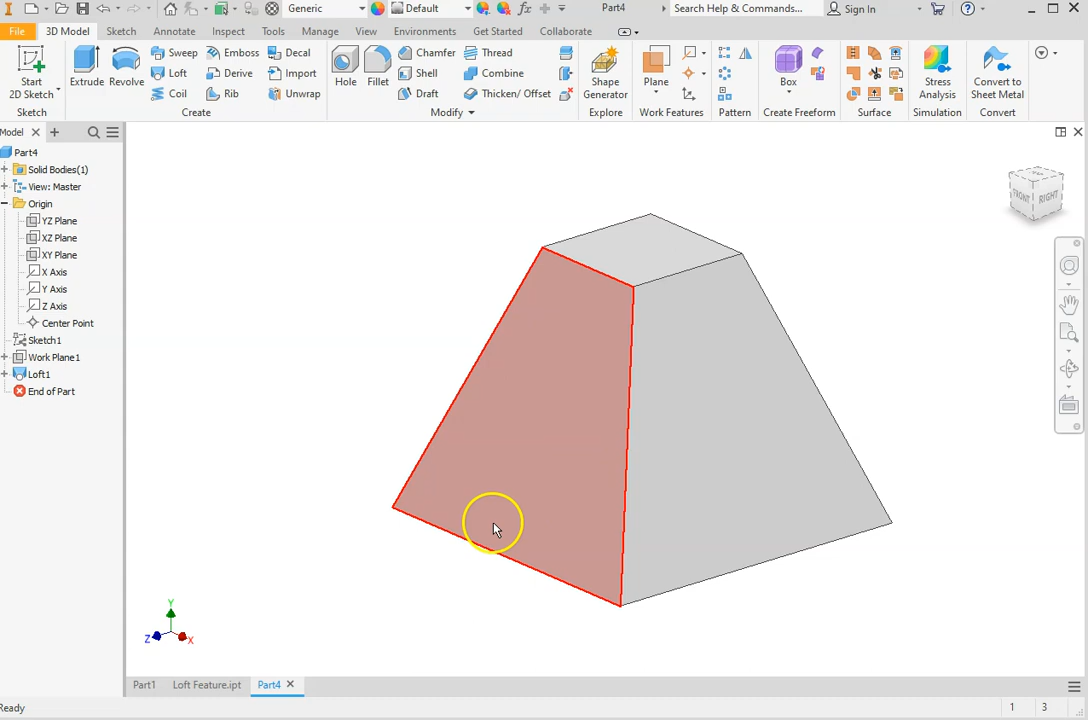 Generic
Default
fx
Part4
Search Help & Commands...
Sign In
File
3D Model
Sketch
Annotate
Inspect
Tools
Manage
View
Environments
Get Started
Collaborate
Start
2D Sketch
Extrude
Revolve
Sweep
Loft
Coil
Emboss
Derive
Rib
Decal
Import
Unwrap
Hole
Fillet
Chamfer
Shell
Draft
Thread
Combine
Thicken/ Offset
Shape
Generator
Plane
Box
Stress
Analysis
Convert to
Sheet Metal
Sketch
Create
Modify
Explore
Work Features
Pattern
Create Freeform
Surface
Simulation
Convert
Model
Part4
Solid Bodies(1)
View: Master
Origin
YZ Plane
XZ Plane
XY Plane
X Axis
Y Axis
Z Axis
Center Point
Sketch1
Work Plane1
Loft1
End of Part
FRONT
RIGHT
Y
Z
X
Part1
Loft Feature.ipt
Part4
Ready
1
3